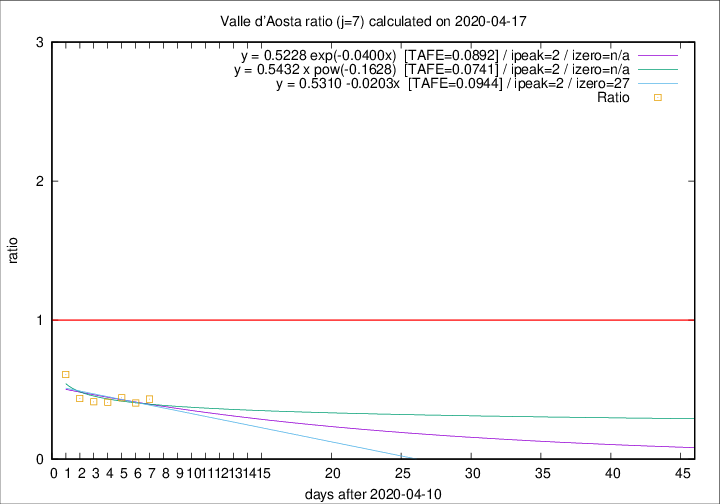 Valle d'Aosta ratio (j=7) calculated on 2020-04-17
3
y = 0.5228 exp(-0.0400x) [TAFE=0.0892] / ipeak=2 / izero=n/a
y = 0.5432 x pow(-0.1628) [TAFE=0.0741] / ipeak=2 / izero=n/a
y = 0.5310 -0.0203x [TAFE=0.0944] / ipeak=2 / izero=27
Ratio
2
ratio
1
0
0 1 2 3 4 5 6 7 8 9 10 11 12 13 14 15 20 25 30 35 40 45
days after 2020-04-10